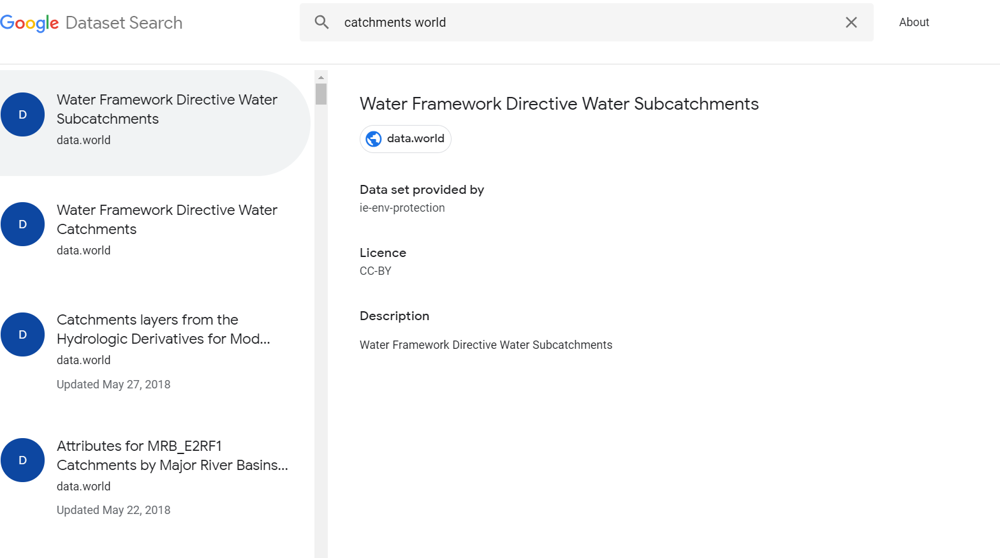 Google Dataset Search
catchments world
About
D
Water Framework Directive Water
Subcatchments
data.world
D
Water Framework Directive Water
Catchments
data.world
D
Catchments layers from the
Hydrologic Derivatives for Mod...
data.world
Updated May 27, 2018
D
Attributes for MRB_E2RF1
Catchments by Major River Basins...
data.world
Updated May 22, 2018
Water Framework Directive Water Subcatchments
data.world
Data set provided by
ie-env-protection
Licence
CC-BY
Description
Water Framework Directive Water Subcatchments